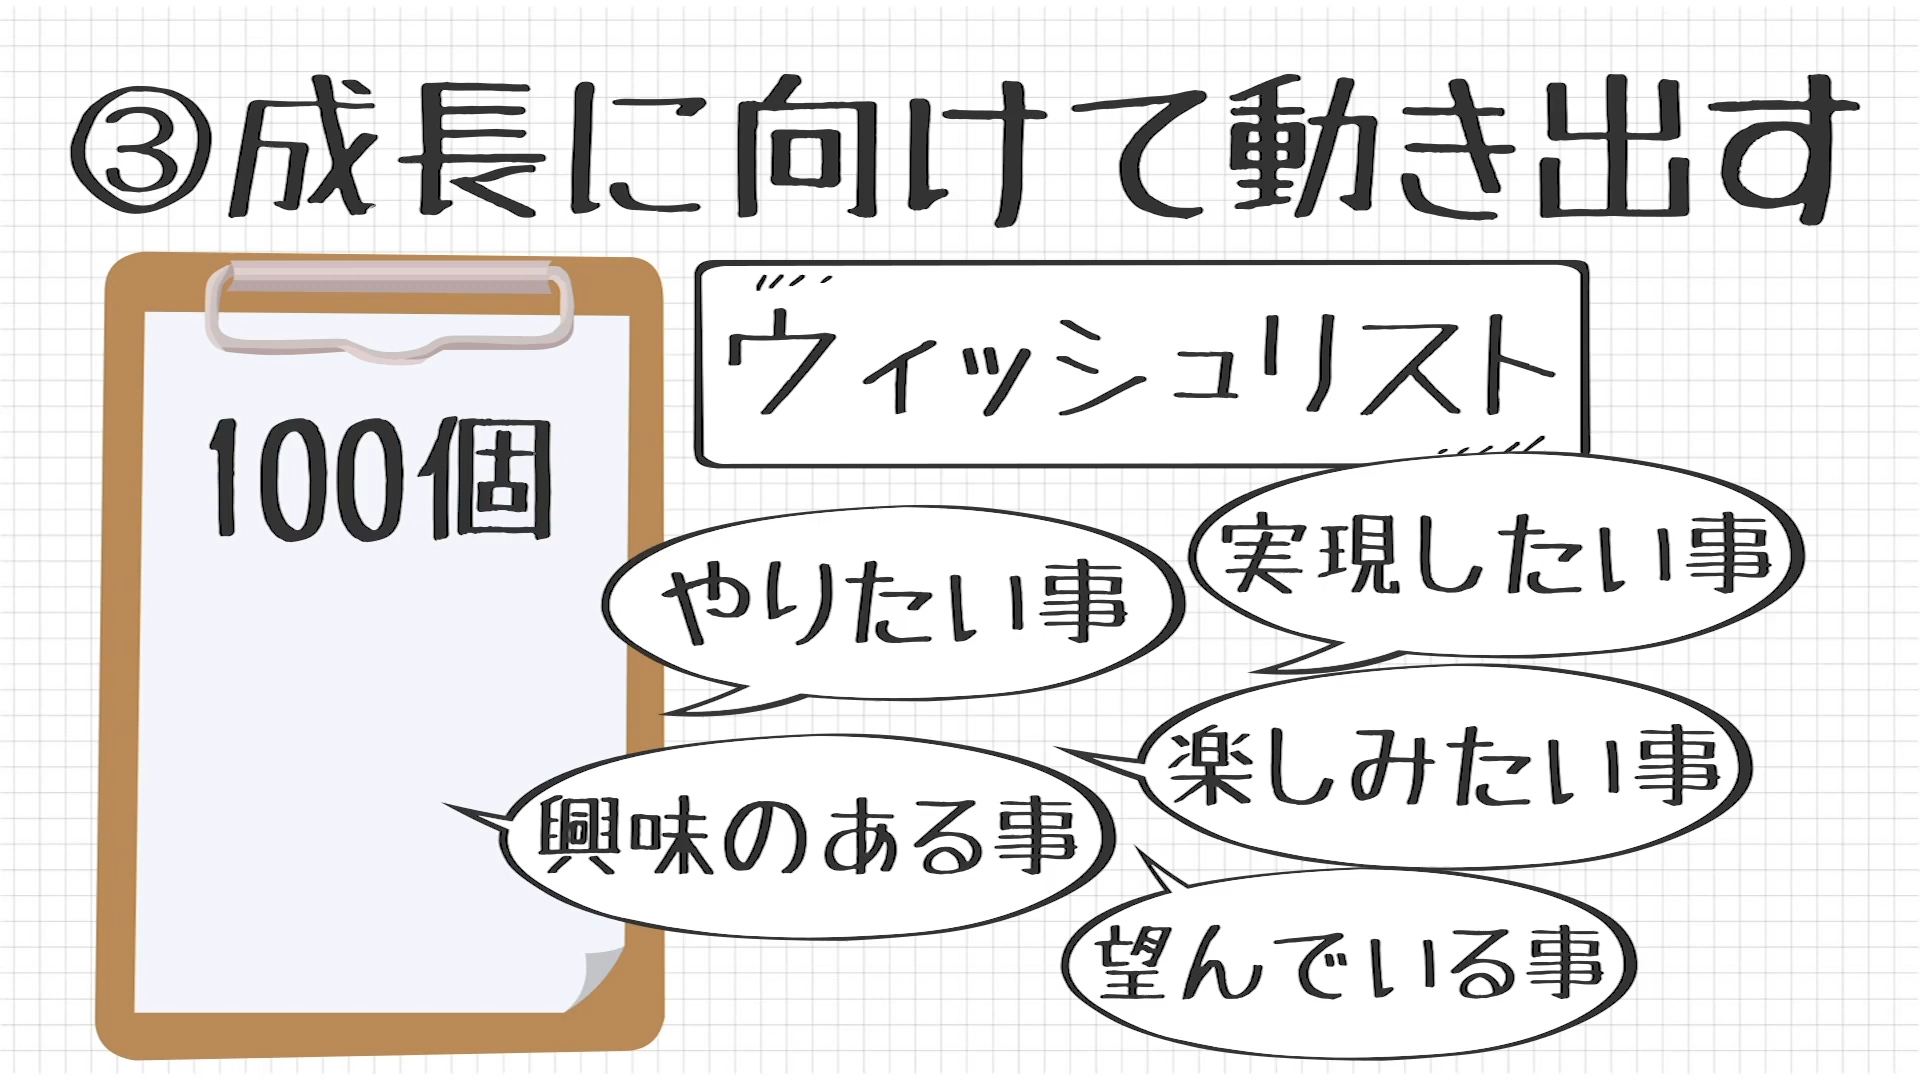 ③成長に向けて動き出す
ウィッシュリスト
100個
やりたい事
実現したい事
興味のある事
楽しみたい事
望んでいる事